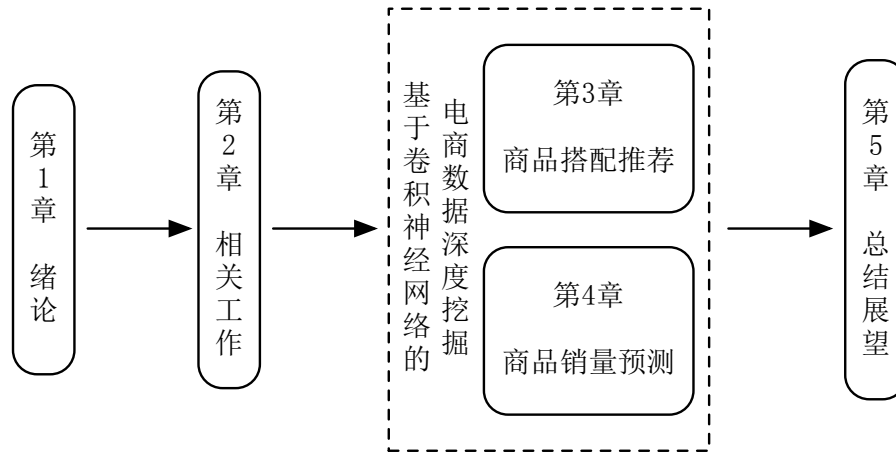 第1章 绪论
第2章 相关工作
基于卷积神经网络的
电商数据深度挖掘
第3章
商品搭配推荐
第4章
商品销量预测
第5章 总结展望